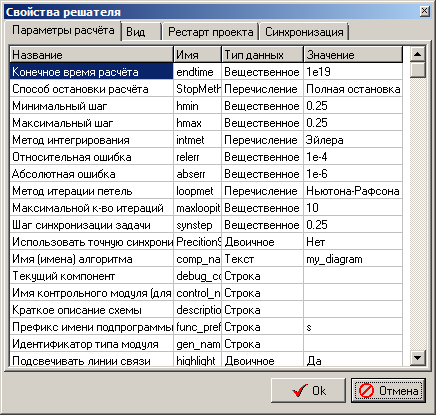 Свойства решателя
Параметры расчёта Вид Рестарт проекта Синхронизация
Название Имя Тип данных Значение
Конечное время расчёта endtime Вещественное 1e19
Способ остановки расчёта StopMeth Перечисление Полная остановка
Минимальный шаг hmin Вещественное 0.25
Максимальный шаг hmax Вещественное 0.25
Метод интегрирования intmet Перечисление Эйлера
Относительная ошибка relerr Вещественное 1e-4
Абсолютная ошибка abserr Вещественное 1e-6
Метод итерации петель loopmet Перечисление Ньютона-Рафсона
Максимальной к-во итераций maxloopit Вещественное 10
Шаг синхронизации задачи synstep Вещественное 0.25
Использовать точную синхрони PrecitionS Двоичное Нет
Имя (имена) алгоритма comp_na Текст my_diagram
Текущий компонент debug_co Строка
Имя контрольного модуля (для control_n Строка
Краткое описание схемы descriptio Строка
Префикс имени подпрограммы func_pref Строка s
Идентификатор типа модуля gen_nam Строка
Подсвечивать линии связи highlight Двоичное Да
Ok Отмена